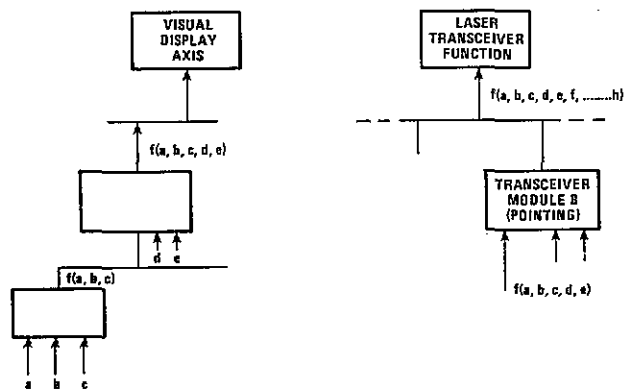 VISUAL
DISPLAY
AXIS
f(a, b, c, d, e)
d e
f(a, b, c)
a b c
LASER
TRANSCEIVER
FUNCTION
f(a, b, c, d, e, f, ........h)
TRANSCEIVER
MODULE B
(POINTING)
f(a, b, c, d, e)